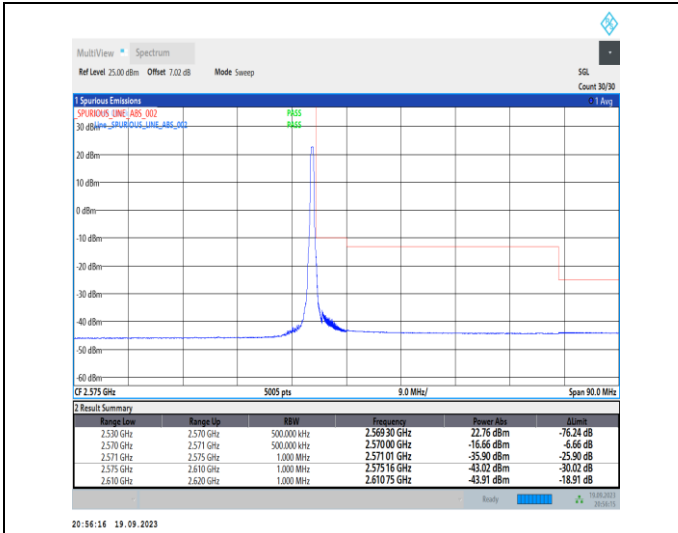 MultiView Spectrum
Ref Level 25.00 dBm Offset 7.02 dB Mode Sweep SGL
Count 30/30
1 Spurious Emissions 1 Avg
SPURIOUS_LINE_ABS_002 PASS
30 dBm Line _SPURIOUS_LINE_ABS_002 PASS
20 dBm
10 dBm
0 dBm
-10 dBm
-20 dBm
-30 dBm
-40 dBm
-50 dBm
-60 dBm
CF 2.575 GHz 5005 pts 9.0 MHz/ Span 90.0 MHz
2 Result Summary
Range Low Range Up RBW Frequency Power Abs ΔLimit
2.530 GHz 2.570 GHz 500.000 kHz 2.569 30 GHz 22.76 dBm -76.24 dB
2.570 GHz 2.571 GHz 500.000 kHz 2.570 00 GHz -16.66 dBm -6.66 dB
2.571 GHz 2.575 GHz 1.000 MHz 2.571 01 GHz -35.90 dBm -25.90 dB
2.575 GHz 2.610 GHz 1.000 MHz 2.575 16 GHz -43.02 dBm -30.02 dB
2.610 GHz 2.620 GHz 1.000 MHz 2.610 75 GHz -43.91 dBm -18.91 dB
Ready 19.09.2023
20:56:15
20:56:16 19.09.2023